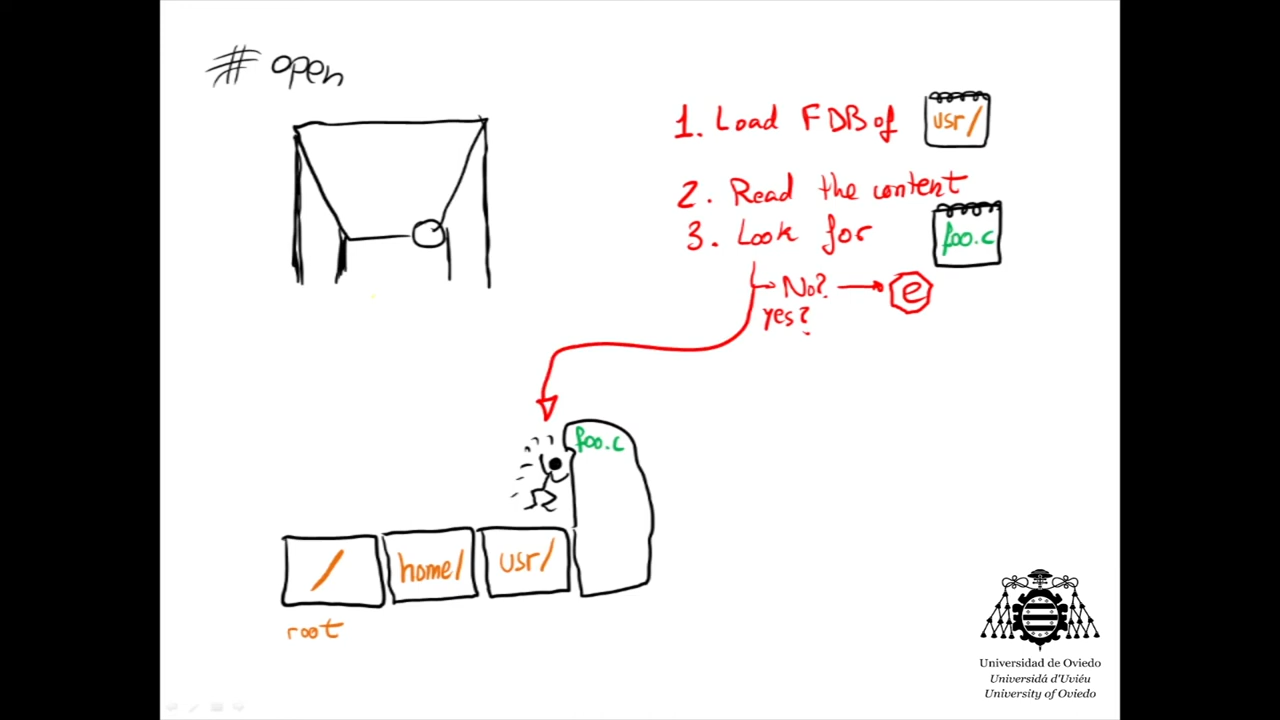 # open
1. Load FDB of usr/
2. Read the content
3. Look for foo.c
No? e
yes?
foo.c
/ home/ usr/
root
Universidad de Oviedo
Universidá d'Uviéu
University of Oviedo